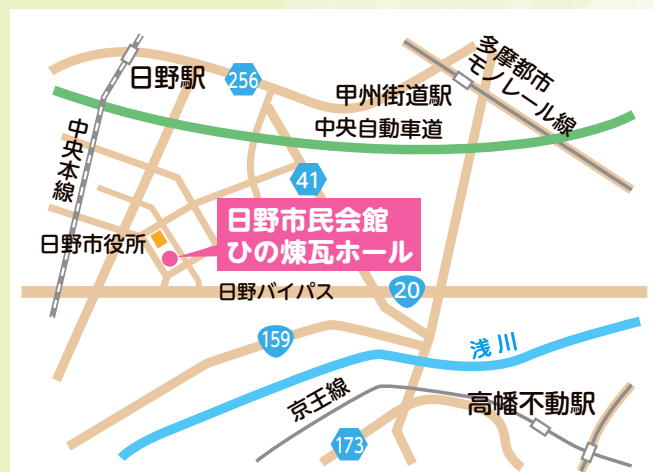 日野駅
256
多摩都市
モノレール線
甲州街道駅
中央自動車道
中央本線
41
日野市民会館
ひの煉瓦ホール
日野市役所
日野バイパス
20
159
浅川
京王線
高幡不動駅
173